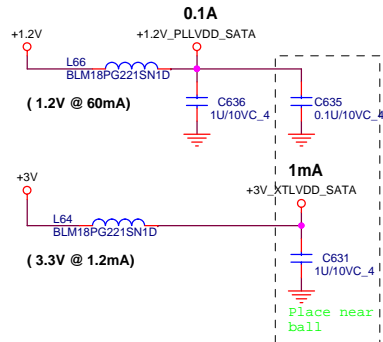 0.1A
+1.2V
+1.2V_PLLVDD_SATA
L66
BLM18PG221SN1D
( 1.2V @ 60mA)
C636
1U/10VC_4
C635
0.1U/10VC_4
1mA
+3V
+3V_XTLVDD_SATA
L64
BLM18PG221SN1D
( 3.3V @ 1.2mA)
C631
1U/10VC_4
Place near
ball